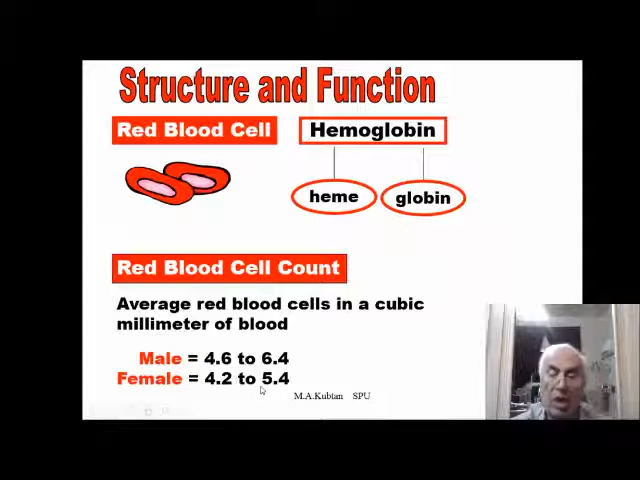 Structure and Function
Red Blood Cell
Hemoglobin
heme
globin
Red Blood Cell Count
Average red blood cells in a cubic
millimeter of blood
Male = 4.6 to 6.4
Female = 4.2 to 5.4
M.A.Kubtan SPU